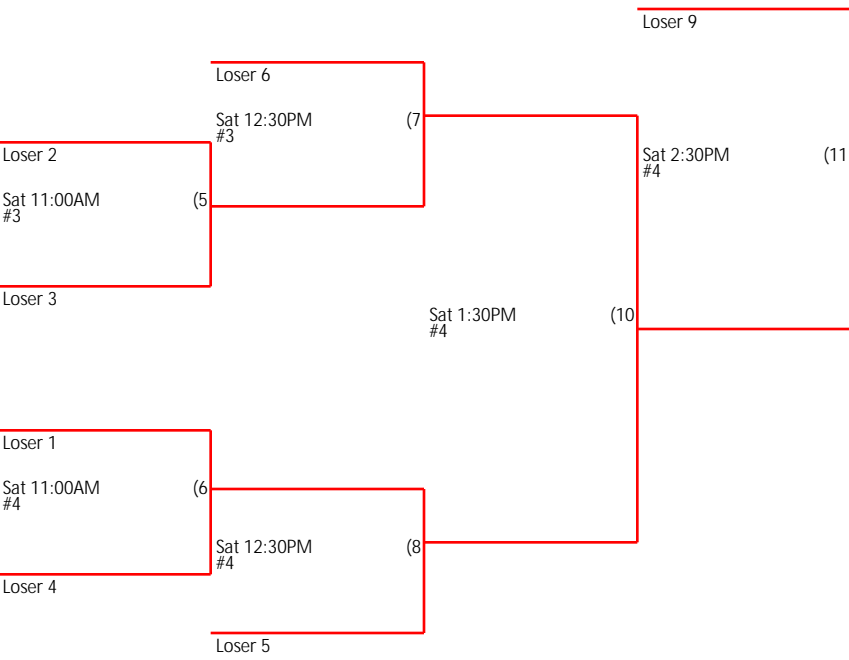 Loser 9
Loser 6
Sat 12:30PM (7
#3
Loser 2
Sat 2:30PM (11
#4
Sat 11:00AM (5
#3
Loser 3
Sat 1:30PM (10
#4
Loser 1
Sat 11:00AM (6
#4
Sat 12:30PM (8
#4
Loser 4
Loser 5